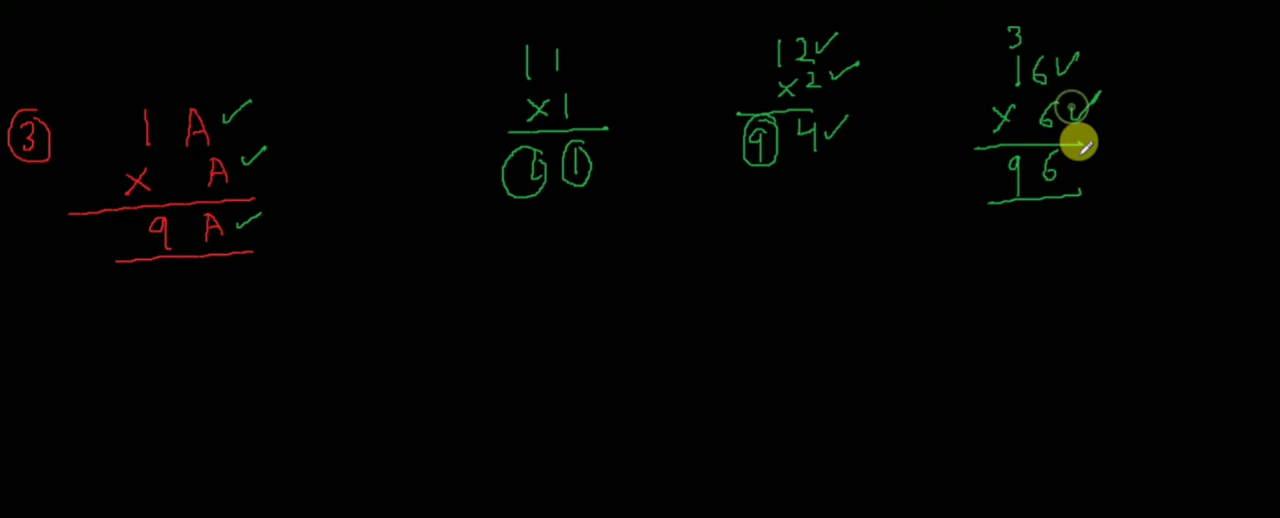 3
1 A ✓
x A ✓
9 A ✓
1 1
x 1
1 1
1 2 ✓
x 2 ✓
9 4 ✓
3
1 6 ✓
x 6 ✓
9 6